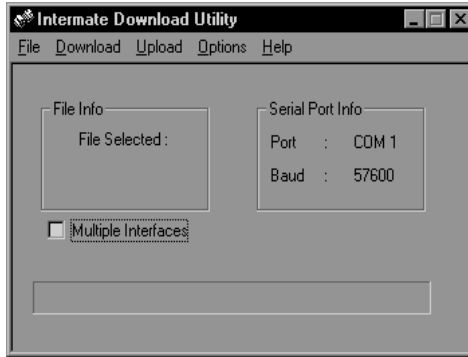 Intermate Download Utility
File Download Upload Options Help
File Info
File Selected :
Serial Port Info
Port : COM 1
Baud : 57600
Multiple Interfaces